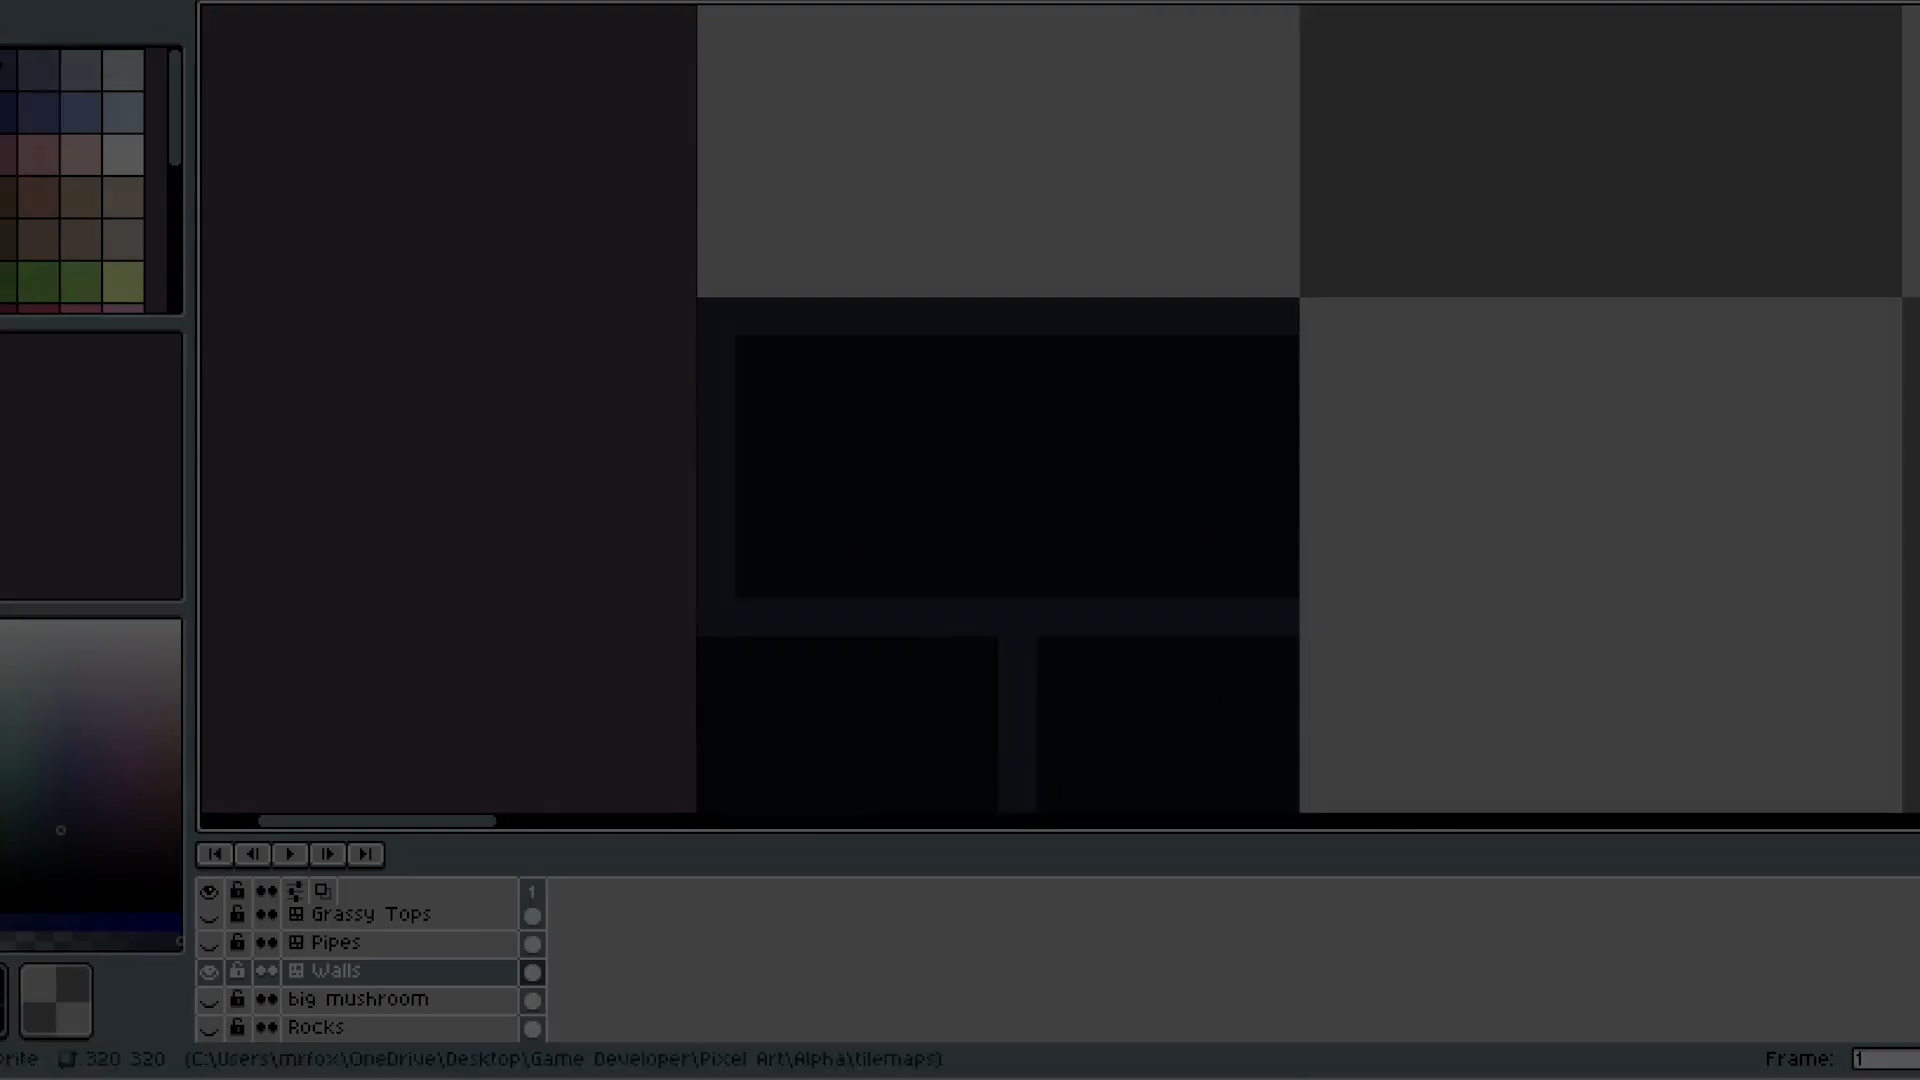 1
Grassy Tops
Pipes
Walls
big mushroom
Rocks
320 320 (C:\Users\mrfox\OneDrive\Desktop\Game Developer\Pixel Art\Alpha\tilemaps)
Frame: 1